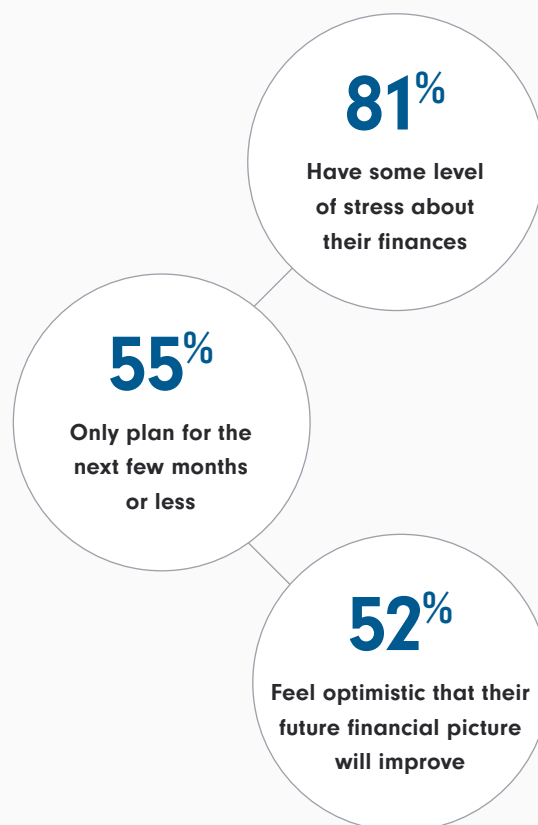 81%
Have some level
of stress about
their finances
55%
Only plan for the
next few months
or less
52%
Feel optimistic that their
future financial picture
will improve